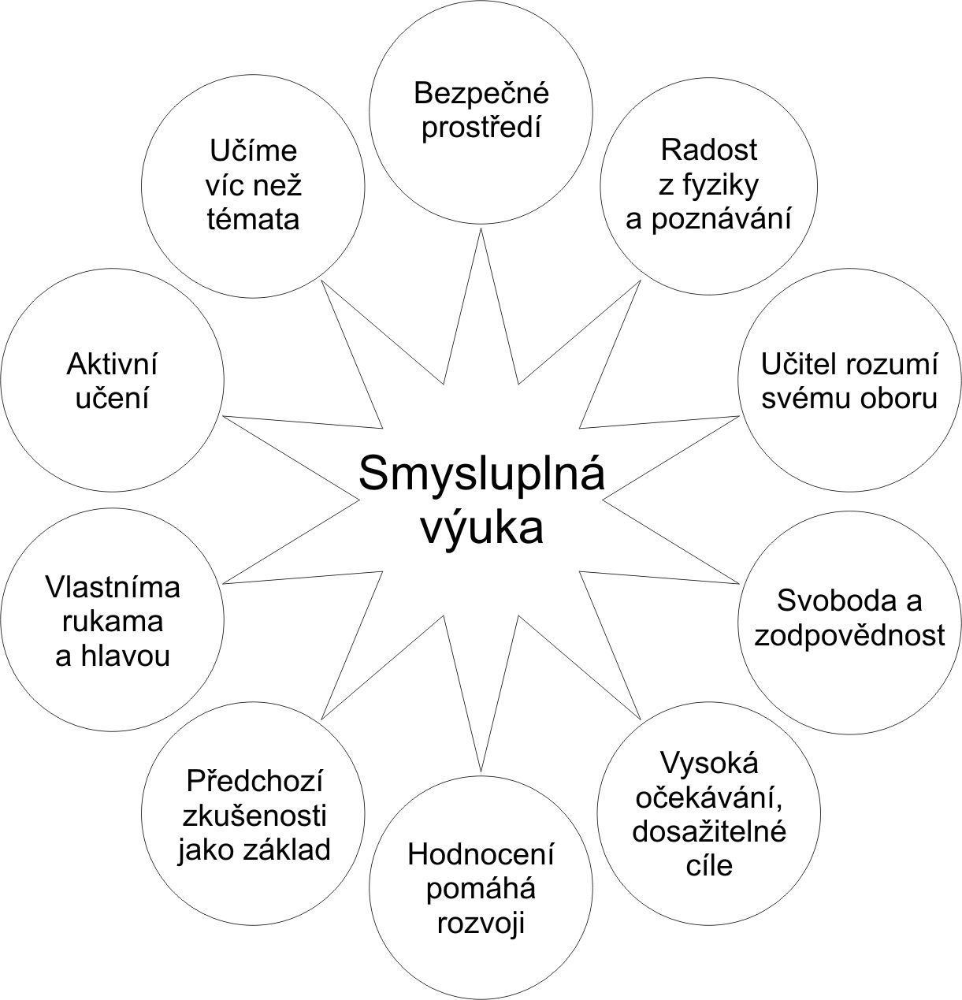 Bezpečné
prostředí
Radost
z fyziky
a poznávání
Učitel rozumí
svému oboru
Svoboda a
zodpovědnost
Vysoká
očekávání,
dosažitelné
cíle
Hodnocení
pomáhá
rozvoji
Předchozí
zkušenosti
jako základ
Vlastníma
rukama
a hlavou
Aktivní
učení
Učíme
víc než
témata
Smysluplná
výuka